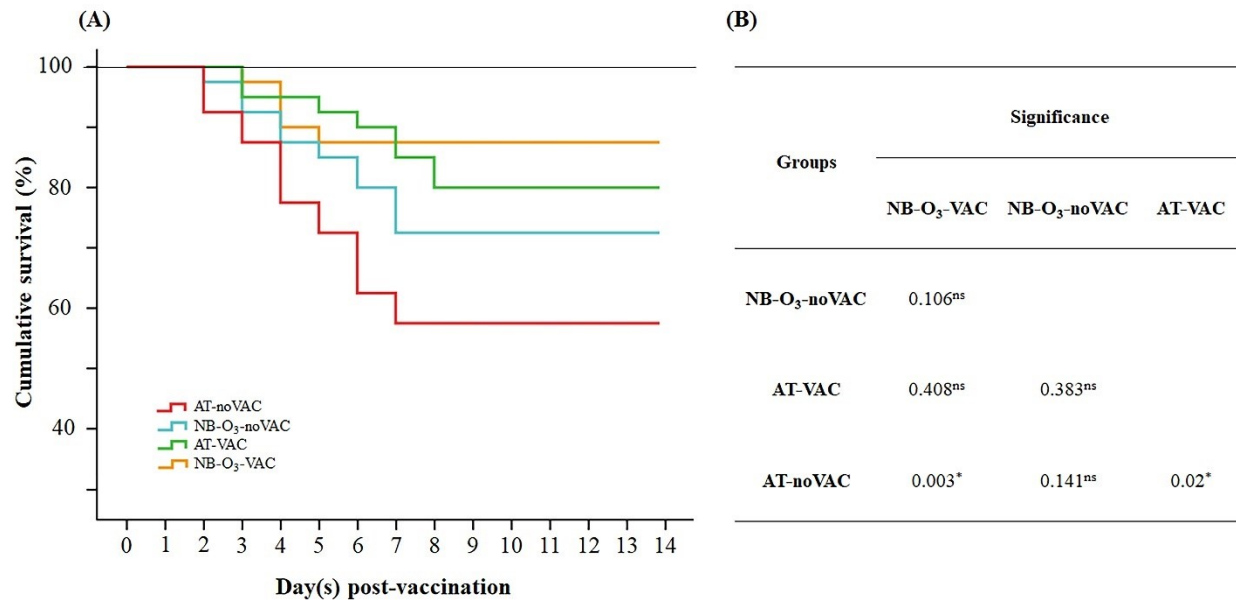 (A)
(B)
100
80
60
40
Cumulative survival (%)
AT-noVAC
NB-O₃-noVAC
AT-VAC
NB-O₃-VAC
0 1 2 3 4 5 6 7 8 9 10 11 12 13 14
Day(s) post-vaccination
Significance
Groups
NB-O₃-VAC NB-O₃-noVAC AT-VAC
NB-O₃-noVAC 0.106ⁿˢ
AT-VAC 0.408ⁿˢ 0.383ⁿˢ
AT-noVAC 0.003* 0.141ⁿˢ 0.02*